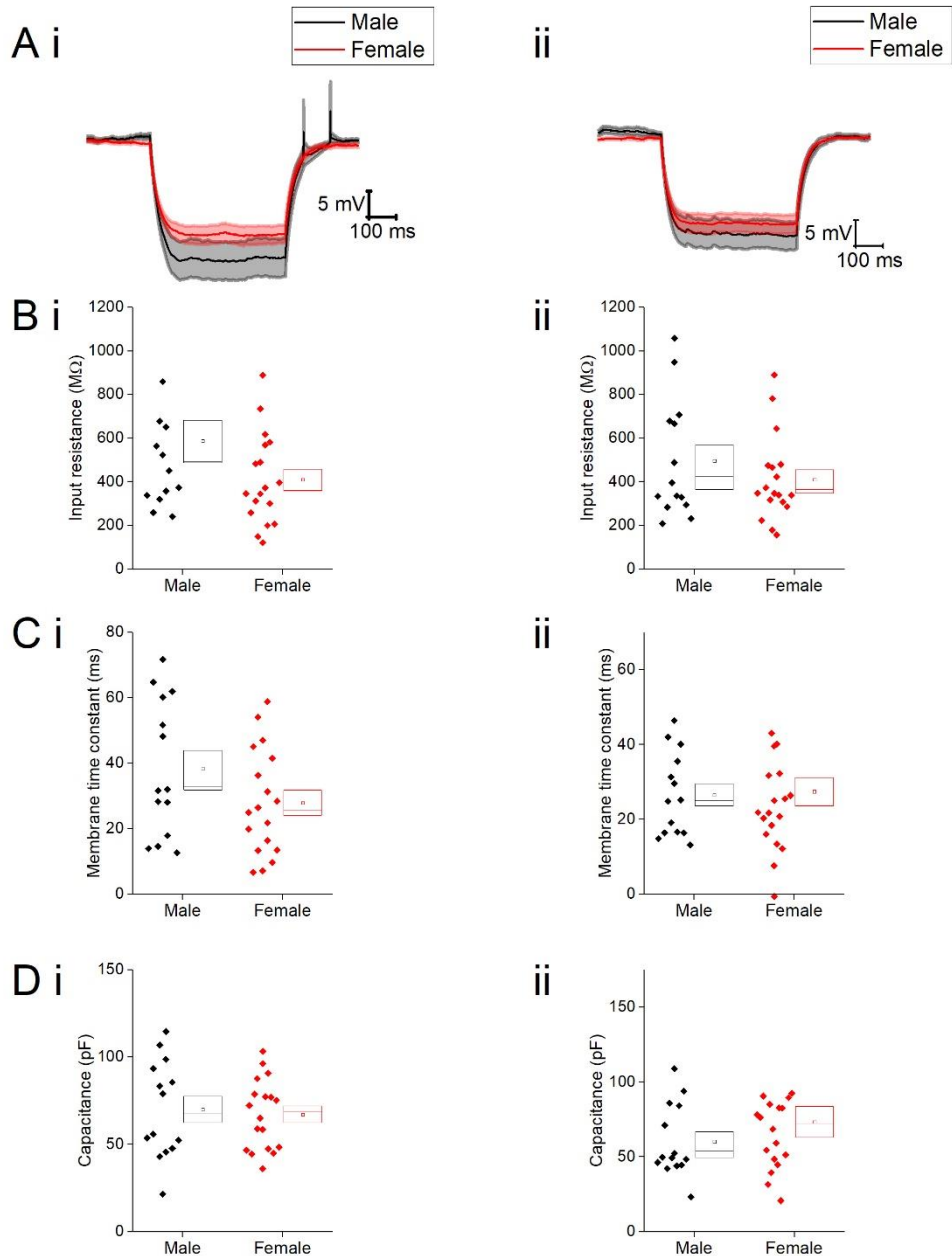 A i
Male
Female
5 mV
100 ms
ii
Male
Female
5 mV
100 ms
B i
Input resistance (MΩ)
1200
1000
800
600
400
200
0
Male
Female
ii
Input resistance (MΩ)
1200
1000
800
600
400
200
0
Male
Female
C i
Membrane time constant (ms)
80
60
40
20
0
Male
Female
ii
Membrane time constant (ms)
60
40
20
0
Male
Female
D i
Capacitance (pF)
150
100
50
0
Male
Female
ii
Capacitance (pF)
150
100
50
0
Male
Female